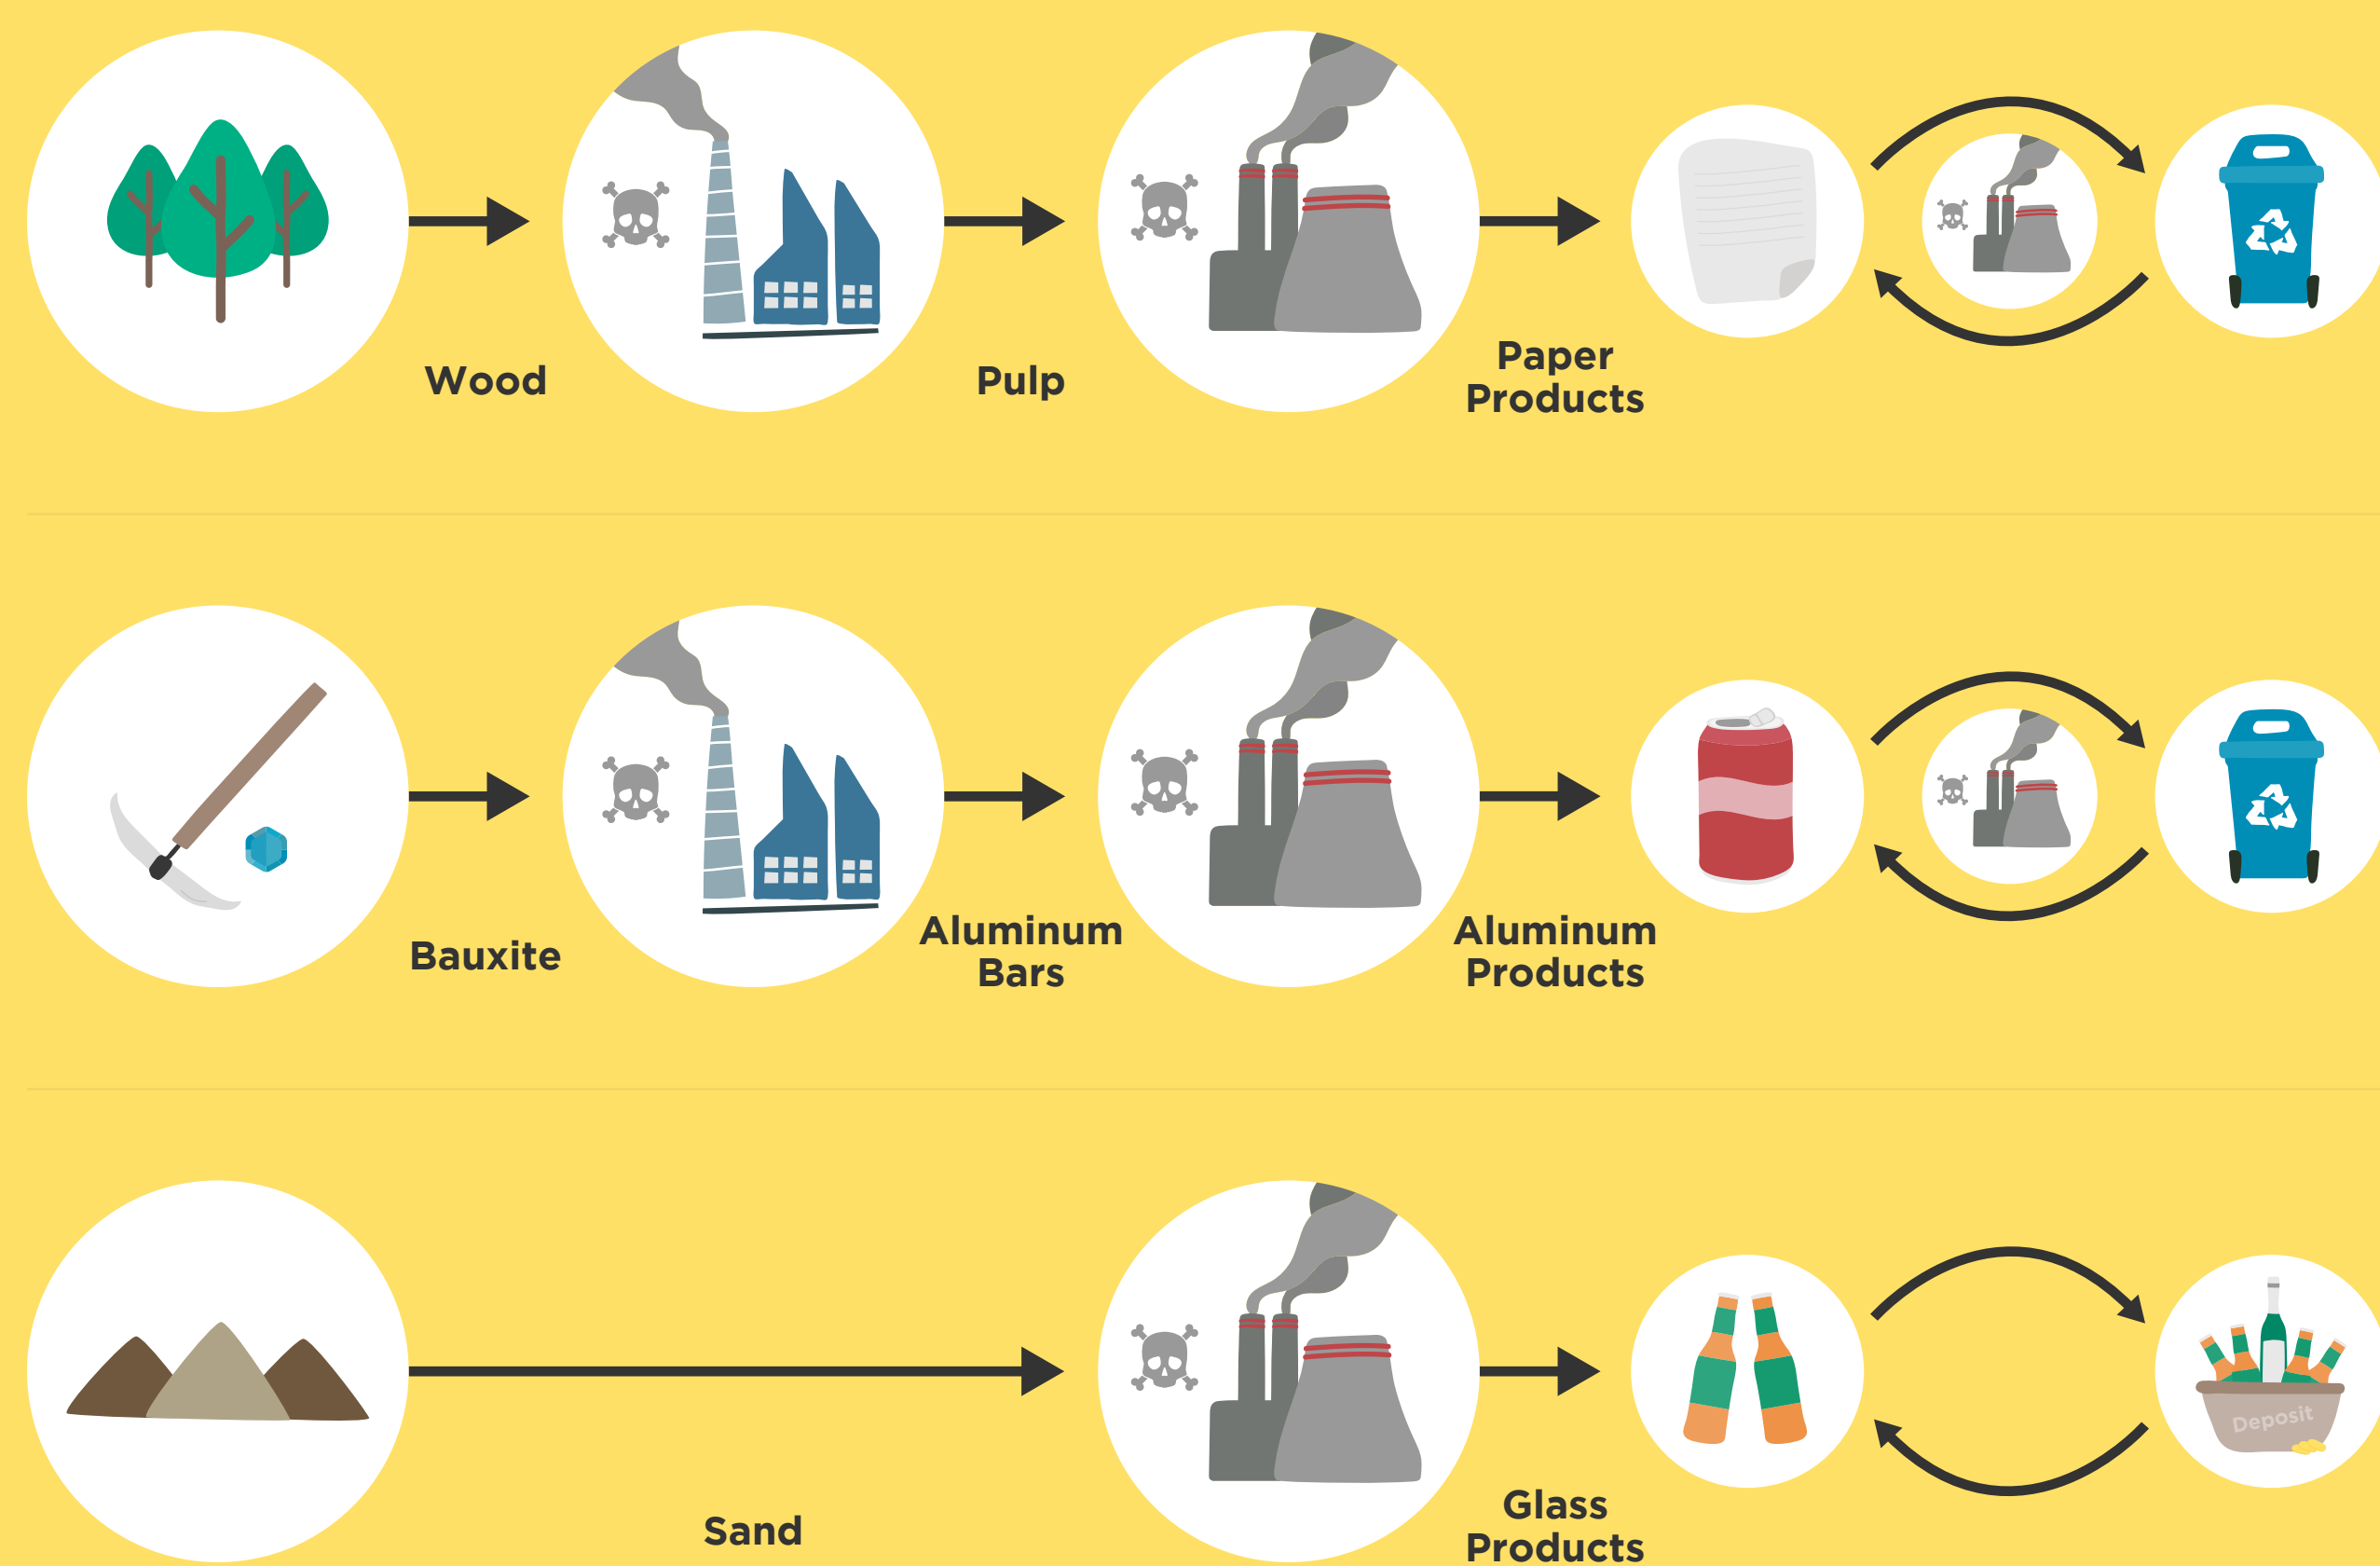 Wood
Pulp
Paper
Products
Bauxite
Aluminum
Bars
Aluminum
Products
Deposit
Sand
Glass
Products